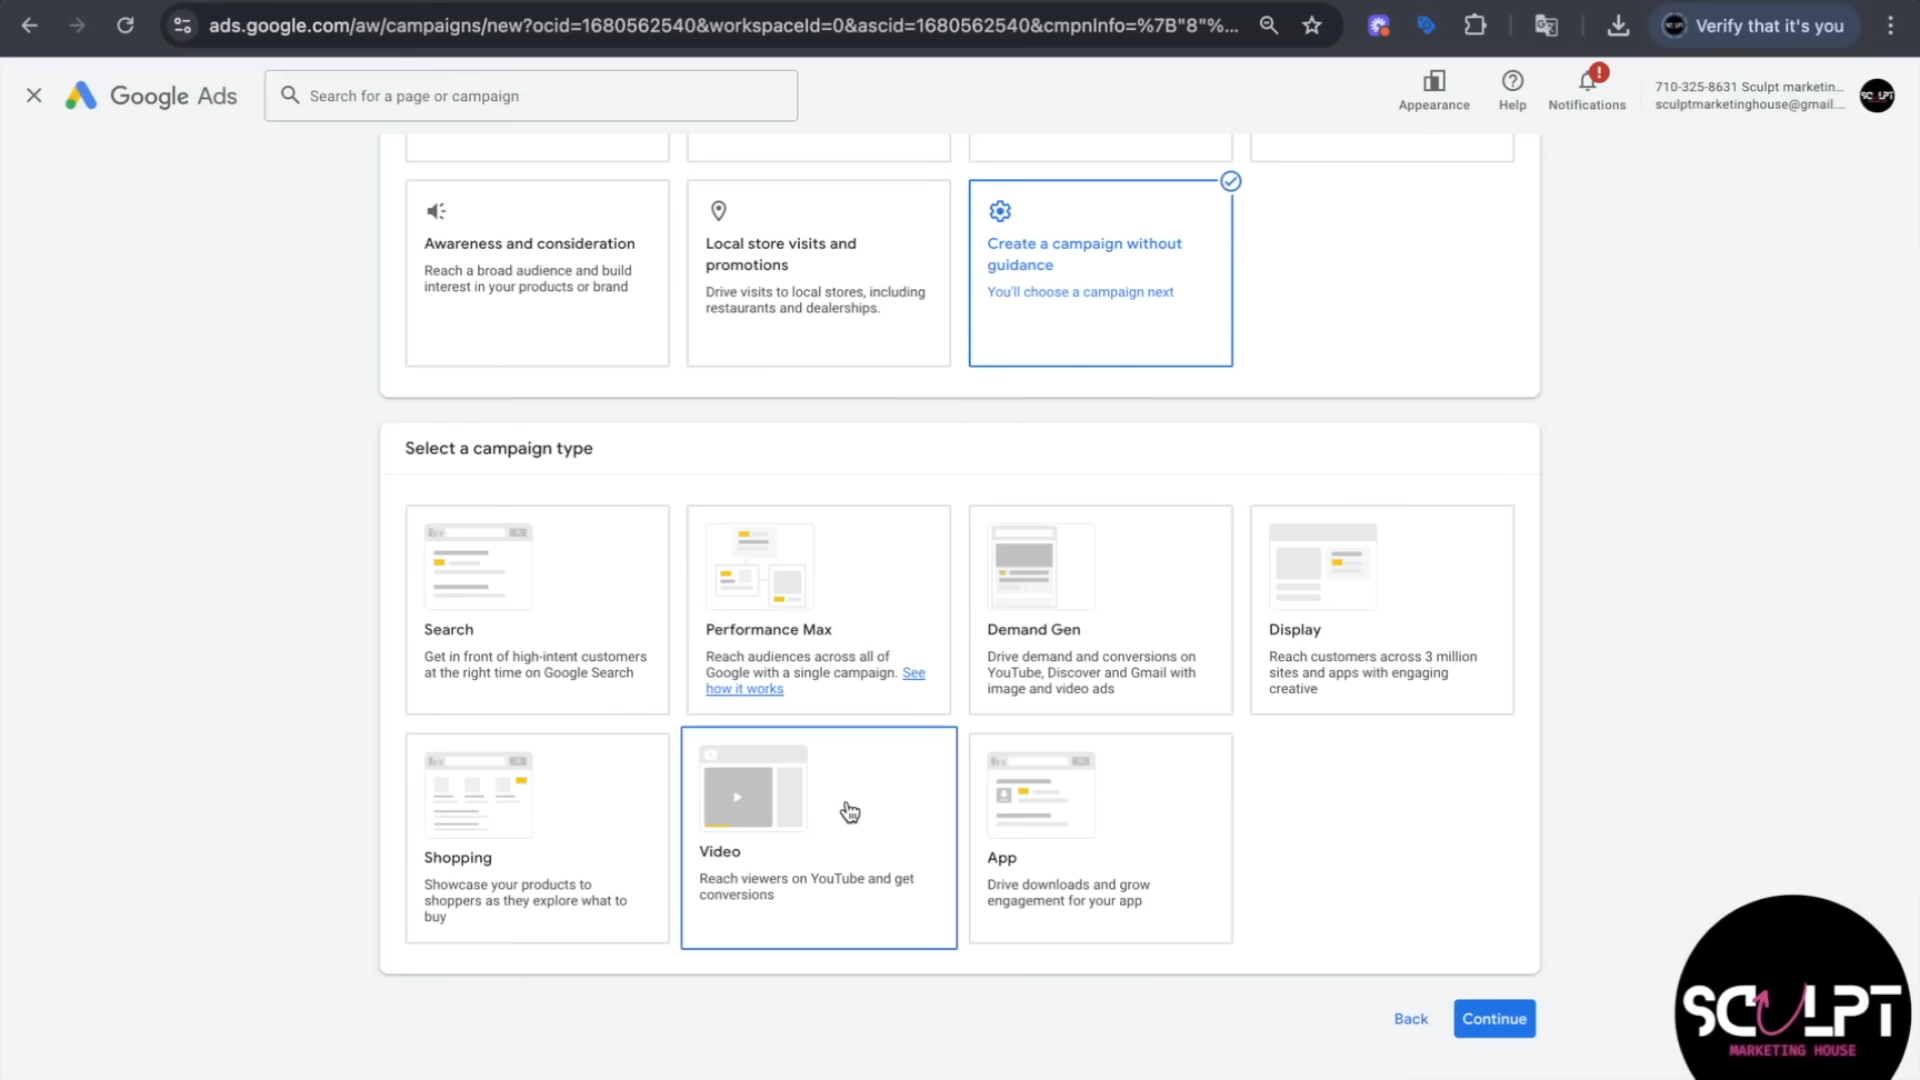 ads.google.com/aw/campaigns/new?ocid=1680562540&workspaceId=0&ascid=1680562540&cmpnInfo=%7B"8"%...
Verify that it's you
Google Ads
Search for a page or campaign
Appearance
Help
Notifications
710-325-8631 Sculpt marketin...
sculptmarketinghouse@gmail....
Awareness and consideration
Reach a broad audience and build
interest in your products or brand
Local store visits and
promotions
Drive visits to local stores, including
restaurants and dealerships.
Create a campaign without
guidance
You'll choose a campaign next
Select a campaign type
Search
Get in front of high-intent customers
at the right time on Google Search
Performance Max
Reach audiences across all of
Google with a single campaign. See
how it works
Demand Gen
Drive demand and conversions on
YouTube, Discover and Gmail with
image and video ads
Display
Reach customers across 3 million
sites and apps with engaging
creative
Shopping
Showcase your products to
shoppers as they explore what to
buy
Video
Reach viewers on YouTube and get
conversions
App
Drive downloads and grow
engagement for your app
Back
Continue
SCULPT
MARKETING HOUSE